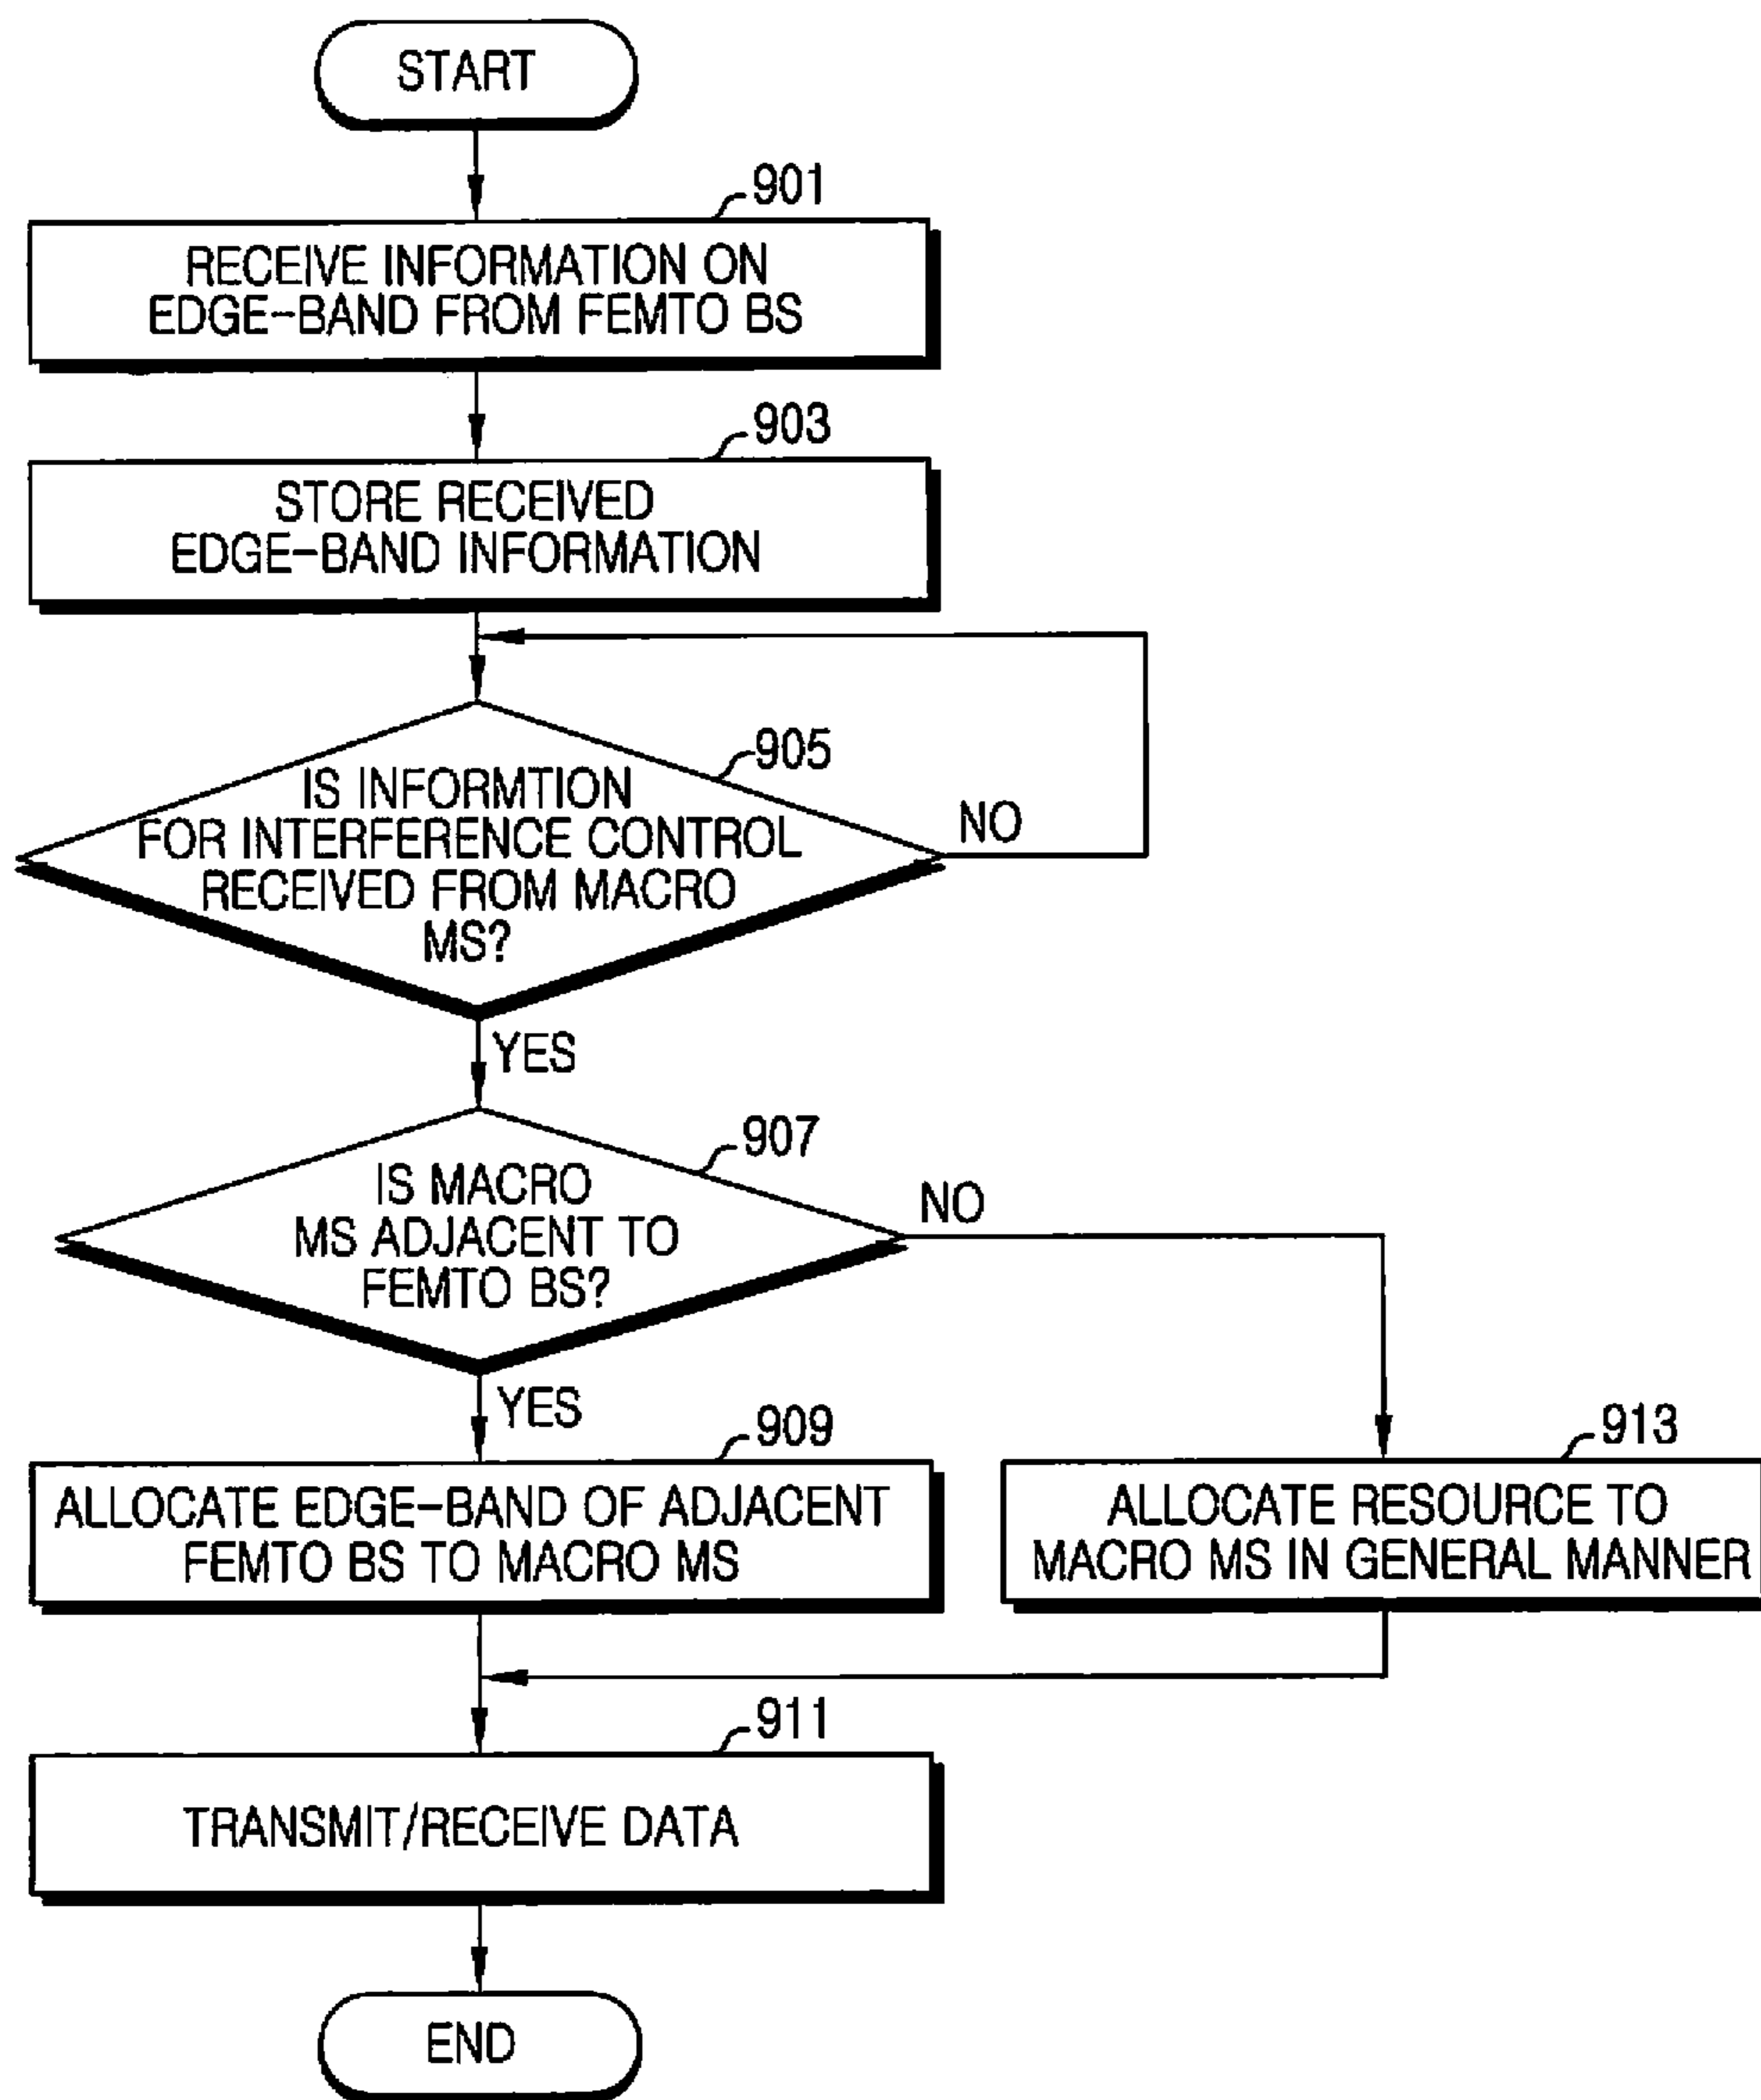 START
901
RECEIVE INFORMATION ON
EDGE-BAND FROM FEMTO BS
903
STORE RECEIVED
EDGE-BAND INFORMATION
905
IS INFORMTION
FOR INTERFERENCE CONTROL
RECEIVED FROM MACRO
MS?
NO
YES
907
IS MACRO
MS ADJACENT TO
FEMTO BS?
NO
YES
909
ALLOCATE EDGE-BAND OF ADJACENT
FEMTO BS TO MACRO MS
913
ALLOCATE RESOURCE TO
MACRO MS IN GENERAL MANNER
911
TRANSMIT/RECEIVE DATA
END